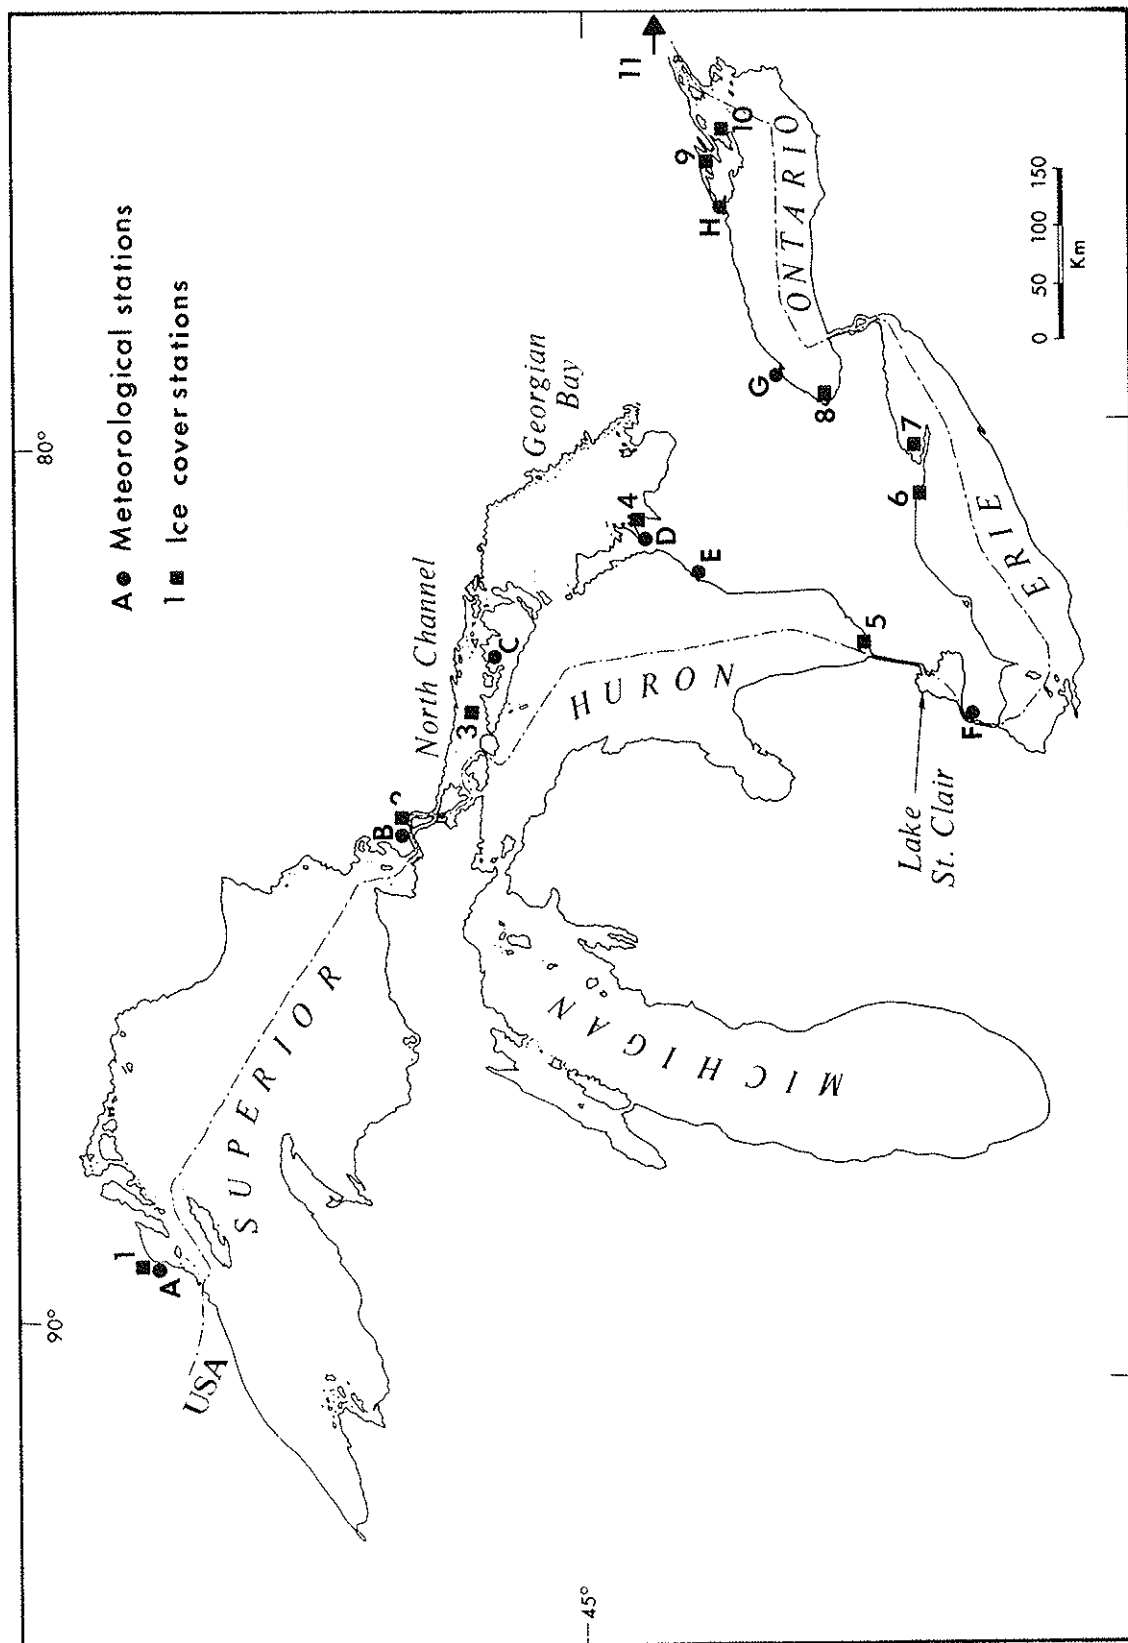 A ● Meteorological stations
1 ■ Ice cover stations
90°
80°
45°
USA
SUPERIOR
MICHIGAN
HURON
ERIE
ONTARIO
North Channel
Georgian
Bay
Lake
St. Clair
A
B
C
D
E
F
G
H
1
2
3
4
5
6
7
8
9
10
11
0 50 100 150
Km